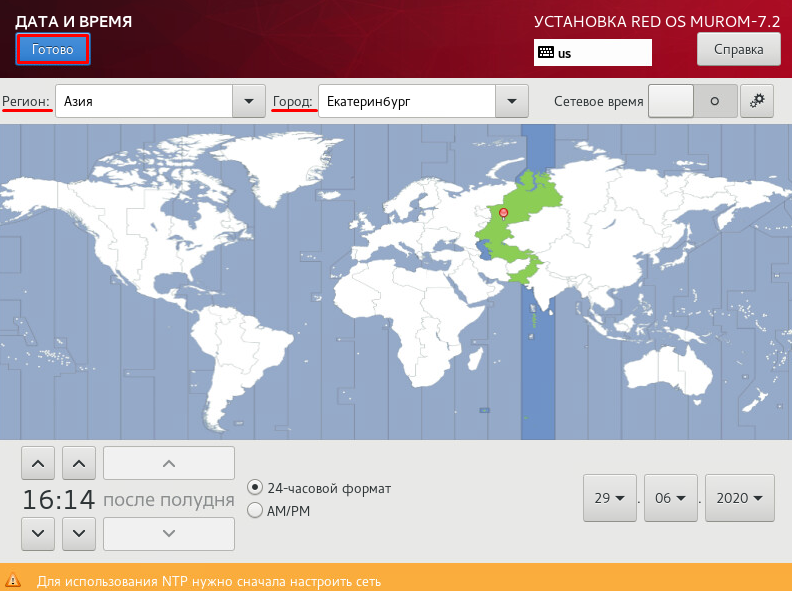 ДАТА И ВРЕМЯ
УСТАНОВКА RED OS MUROM-7.2
Готово
us
Справка
Регион: Азия Город: Екатеринбург Сетевое время
16:14 после полудня
24-часовой формат
AM/PM
29 . 06 . 2020
Для использования NTP нужно сначала настроить сеть